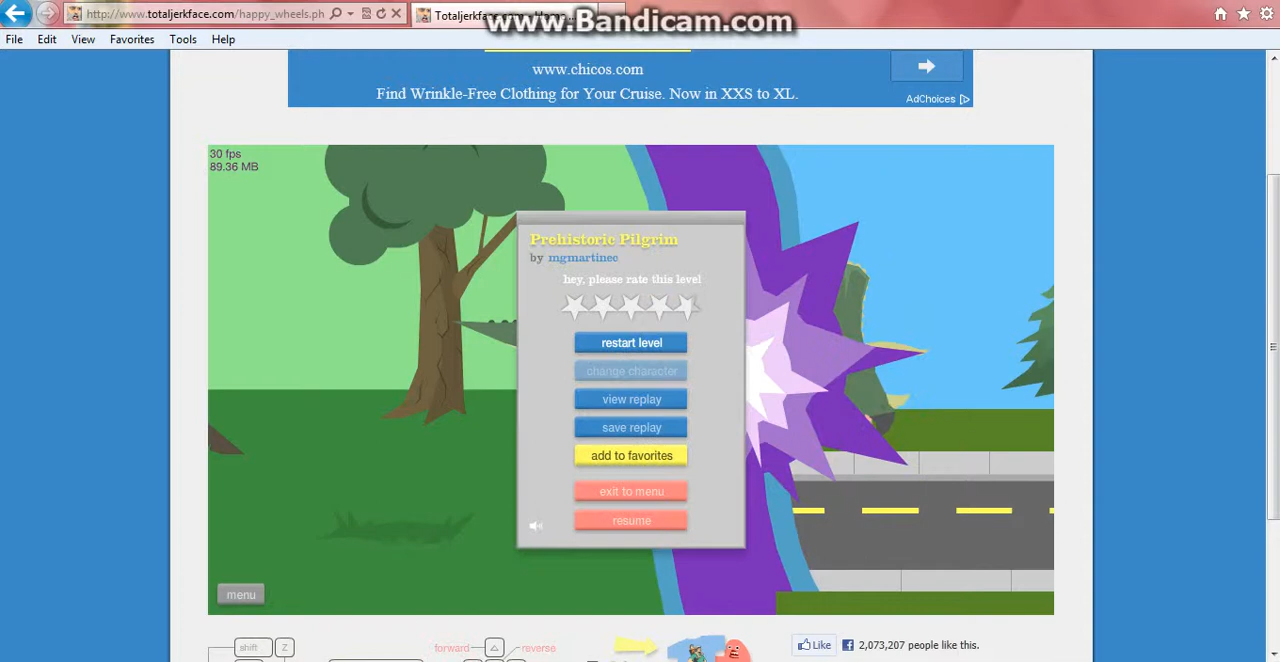 http://www.totaljerkface.com/happy_wheels.ph
Totaljerkface.com
www.Bandicam.com
File Edit View Favorites Tools Help
www.chicos.com
Find Wrinkle-Free Clothing for Your Cruise. Now in XXS to XL.
AdChoices
30 fps
89.36 MB
Prehistoric Pilgrim
by mgmartinec
hey, please rate this level
restart level
change character
view replay
save replay
add to favorites
exit to menu
resume
menu
shift Z
forward reverse
Like 2,073,207 people like this.